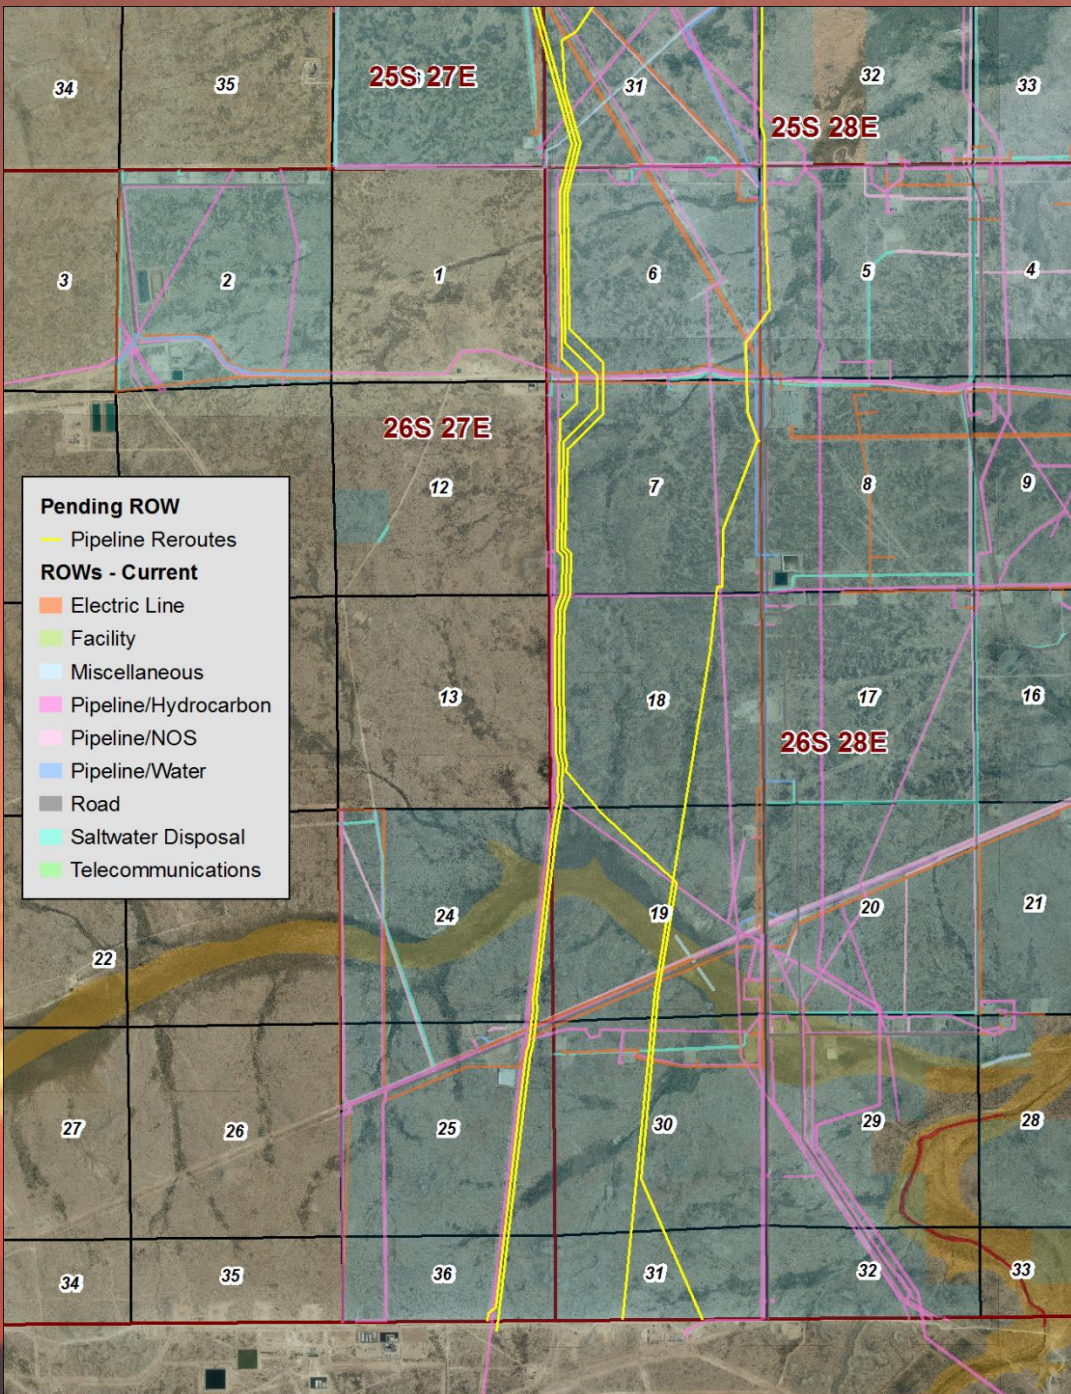 34
35
25S 27E
31
32
33
25S 28E
3
2
1
6
5
4
26S 27E
12
7
8
9
Pending ROW
Pipeline Reroutes
ROWs - Current
Electric Line
Facility
Miscellaneous
Pipeline/Hydrocarbon
Pipeline/NOS
Pipeline/Water
Road
Saltwater Disposal
Telecommunications
13
18
17
16
26S 28E
22
24
19
20
21
27
26
25
30
29
28
34
35
36
31
32
33